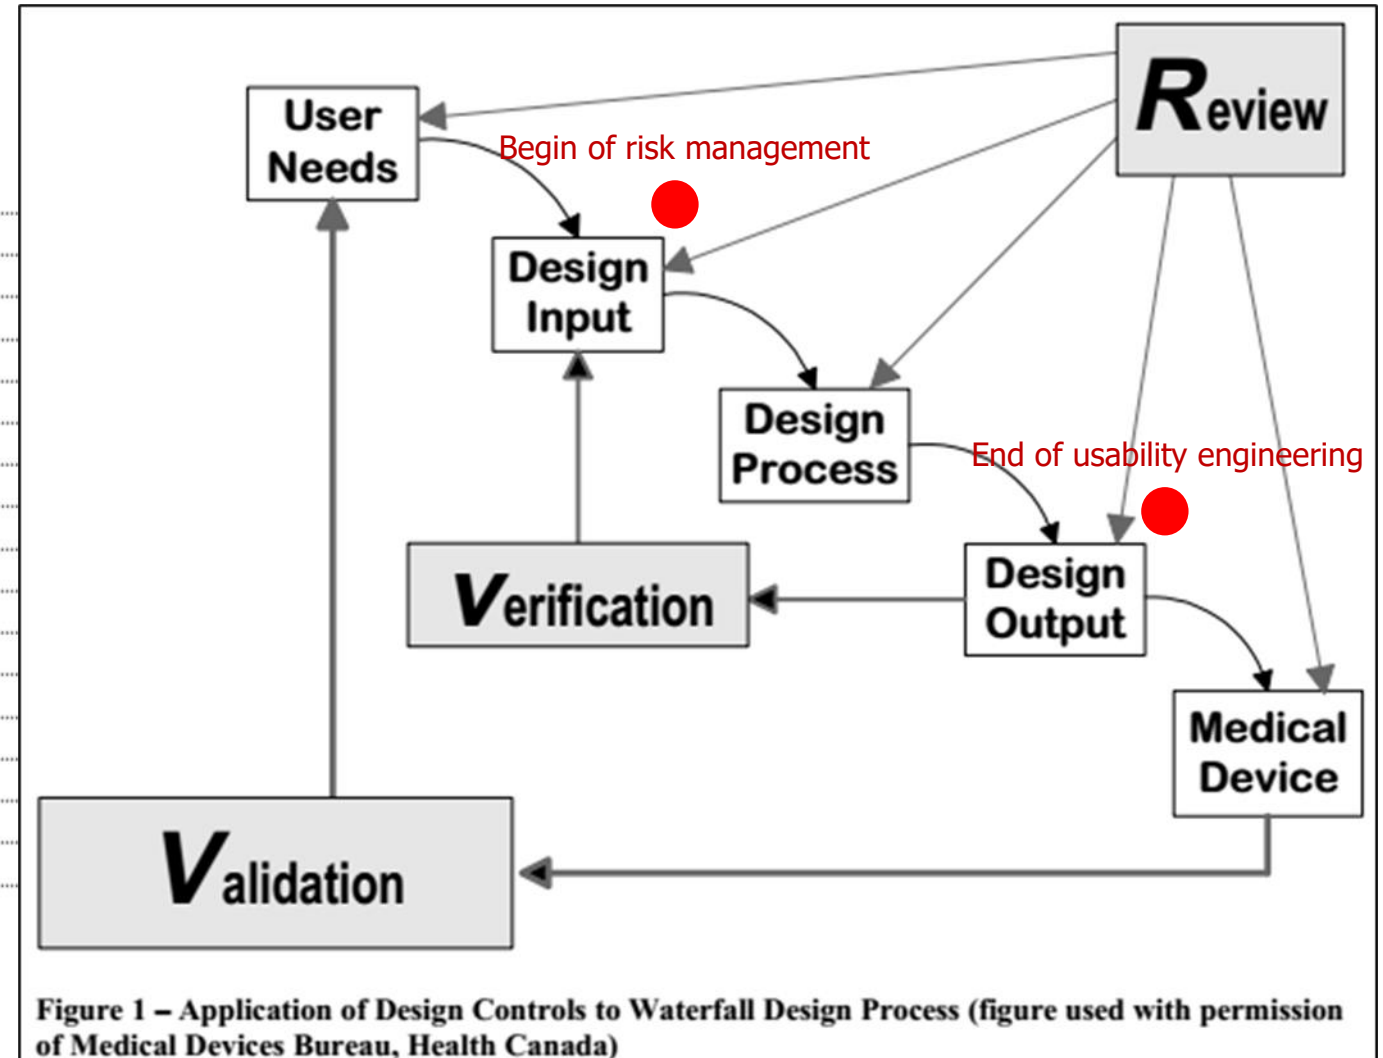 Review
User
Needs
Begin of risk management
Design
Input
Design
Process
End of usability engineering
Verification
Design
Output
Medical
Device
Validation
Figure 1 – Application of Design Controls to Waterfall Design Process (figure used with permission
of Medical Devices Bureau, Health Canada)